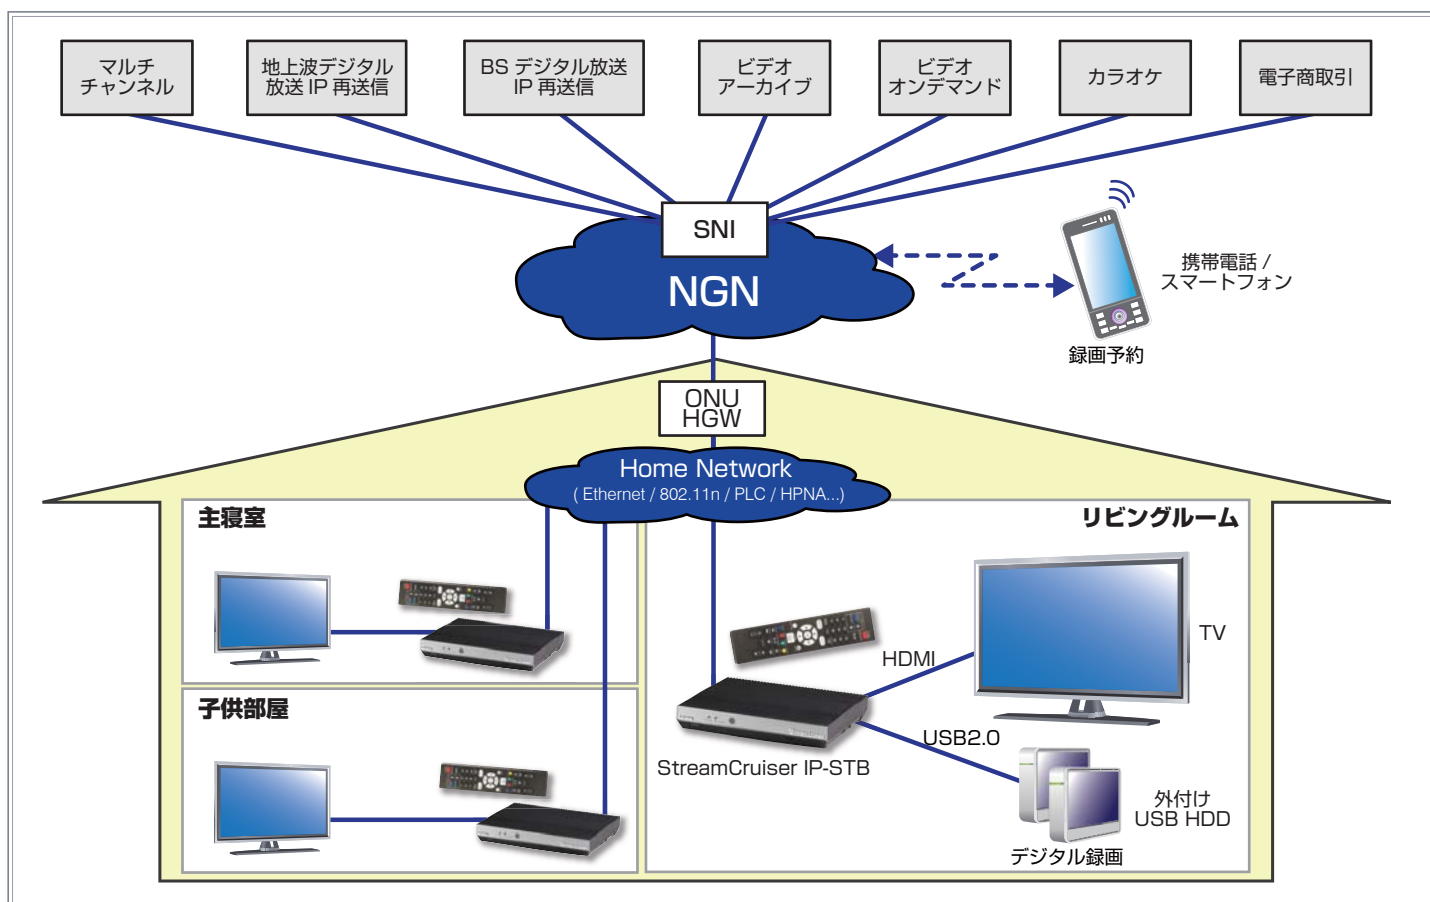 マルチ
チャンネル
地上波デジタル
放送 IP 再送信
BS デジタル放送
IP 再送信
ビデオ
アーカイブ
ビデオ
オンデマンド
カラオケ
電子商取引
SNI
NGN
携帯電話 /
スマートフォン
録画予約
ONU
HGW
Home Network
( Ethernet / 802.11n / PLC / HPNA...)
主寝室
リビングルーム
TV
HDMI
子供部屋
USB2.0
StreamCruiser IP-STB
外付け
USB HDD
デジタル録画